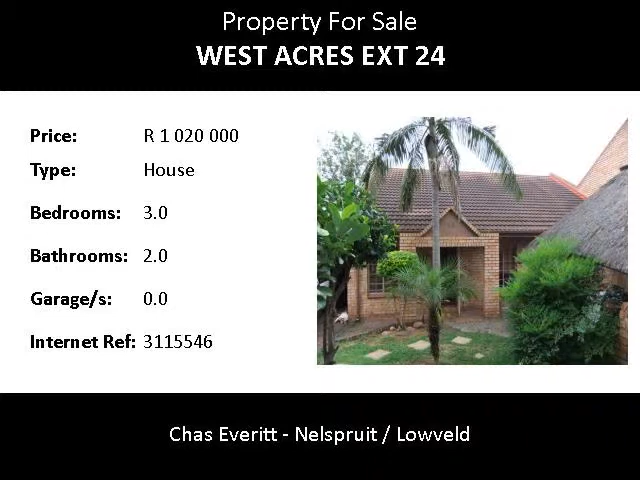 Property For Sale
WEST ACRES EXT 24
Price: R 1 020 000
Type: House
Bedrooms: 3.0
Bathrooms: 2.0
Garage/s: 0.0
Internet Ref: 3115546
Chas Everitt - Nelspruit / Lowveld